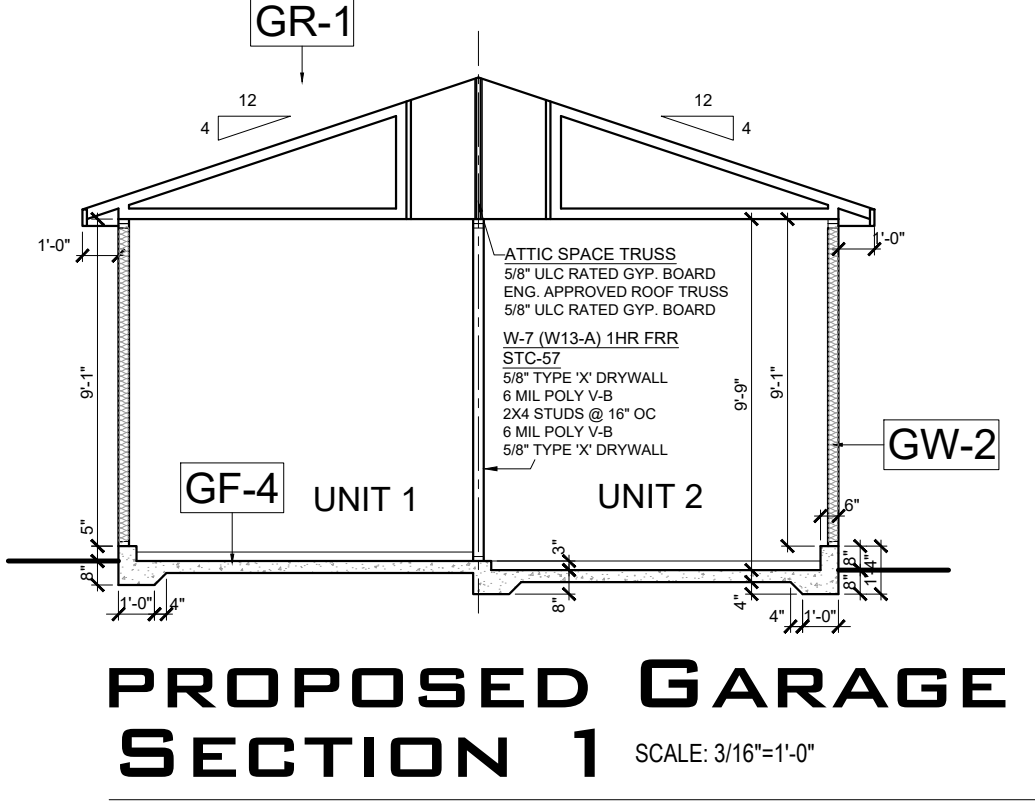 GR-1
12
4
12
4
1'-0"
1'-0"
ATTIC SPACE TRUSS
5/8" ULC RATED GYP. BOARD
ENG. APPROVED ROOF TRUSS
5/8" ULC RATED GYP. BOARD
W-7 (W13-A) 1HR FRR
STC-57
5/8" TYPE 'X' DRYWALL
6 MIL POLY V-B
2X4 STUDS @ 16" OC
6 MIL POLY V-B
5/8" TYPE 'X' DRYWALL
9'-1"
9'-9"
9'-1"
GW-2
GF-4
UNIT 1
UNIT 2
6"
5"
8"
3"
8"
4"
8"
8"
1'-4"
1'-0"
4"
4"
1'-0"
PROPOSED GARAGE
SECTION 1
SCALE: 3/16"=1'-0"